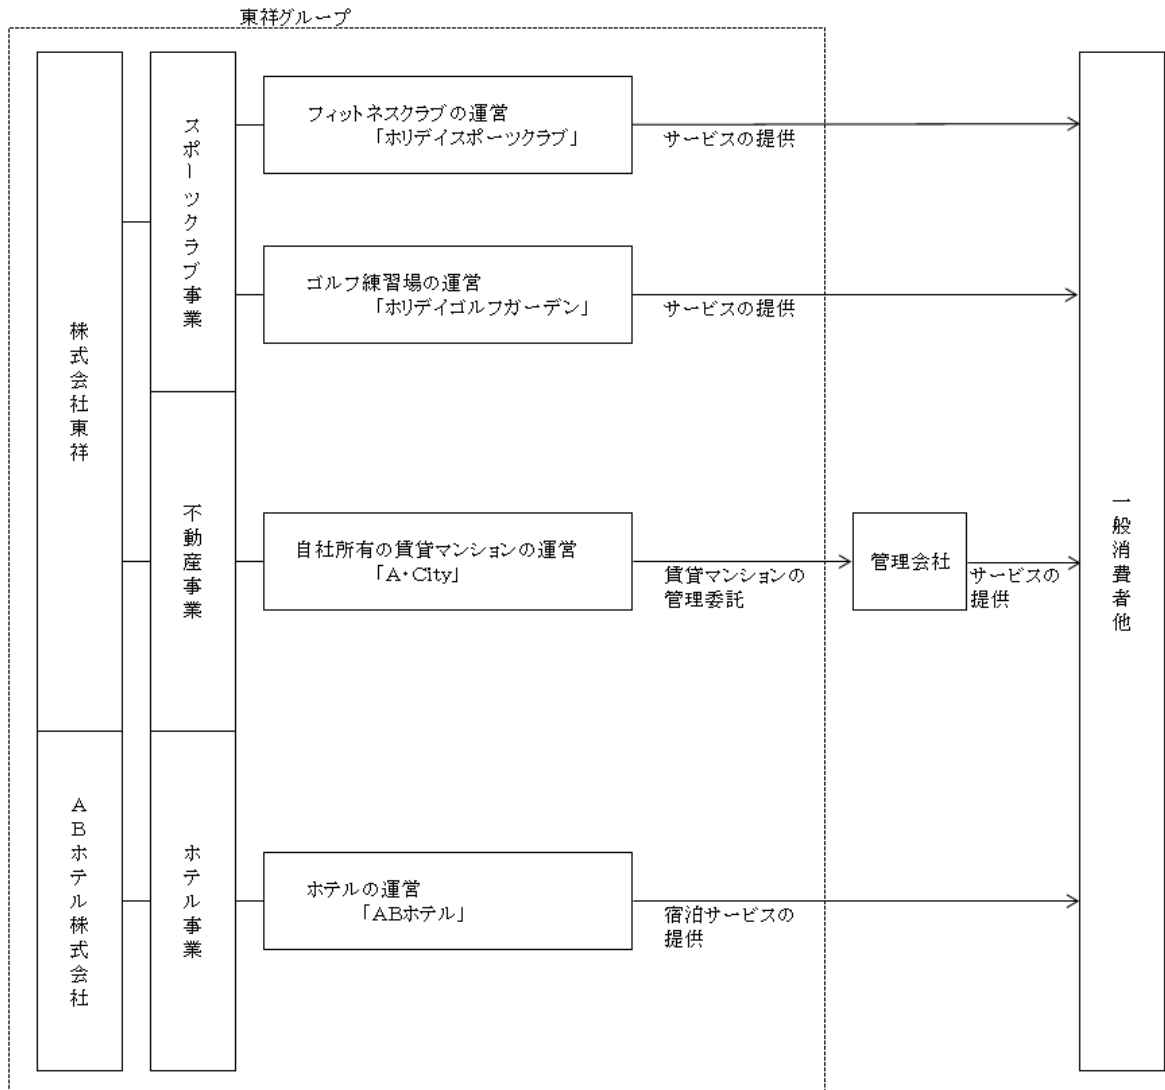 東祥グループ
株式会社東祥
スポーツクラブ事業
フィットネスクラブの運営
「ホリデイスポーツクラブ」
サービスの提供
ゴルフ練習場の運営
「ホリデイゴルフガーデン」
サービスの提供
不動産事業
自社所有の賃貸マンションの運営
「A・City」
賃貸マンションの
管理委託
管理会社
サービスの
提供
一般消費者他
ABホテル株式会社
ホテル事業
ホテルの運営
「ABホテル」
宿泊サービスの
提供